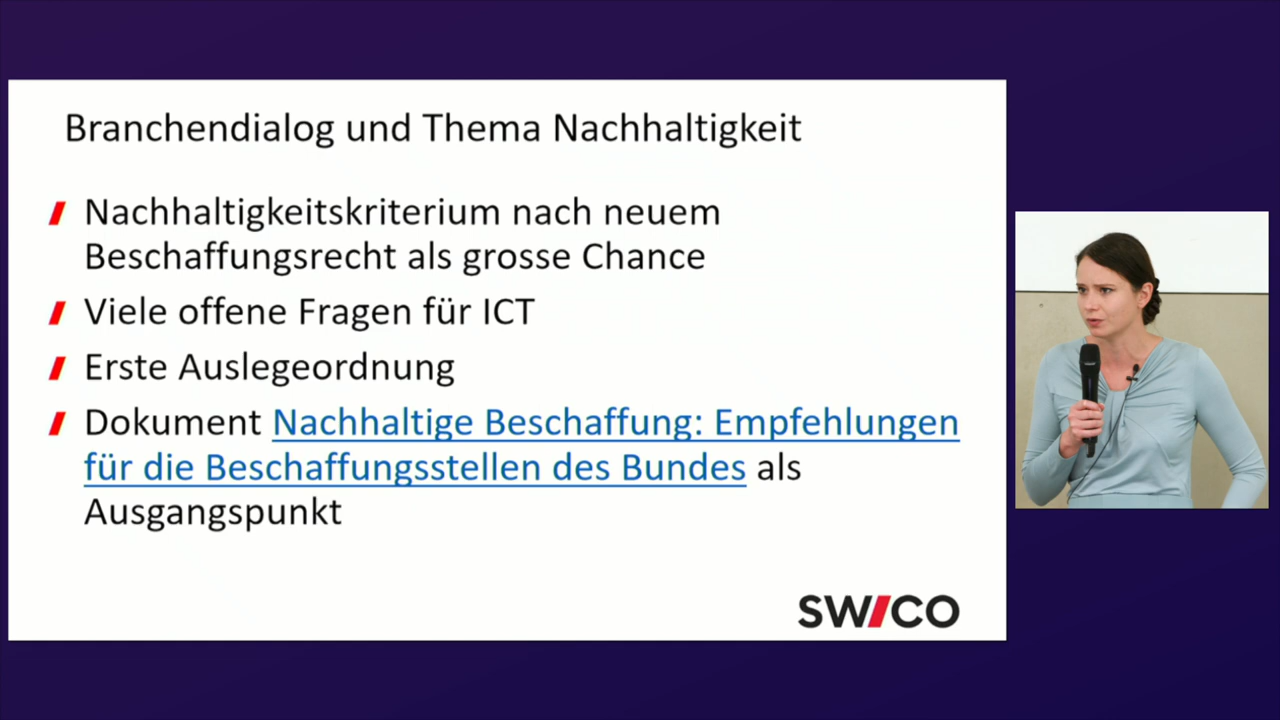 Branchendialog und Thema Nachhaltigkeit
Nachhaltigkeitskriterium nach neuem
Beschaffungsrecht als grosse Chance
Viele offene Fragen für ICT
Erste Auslegeordnung
Dokument Nachhaltige Beschaffung: Empfehlungen
für die Beschaffungsstellen des Bundes als
Ausgangspunkt
SWICO